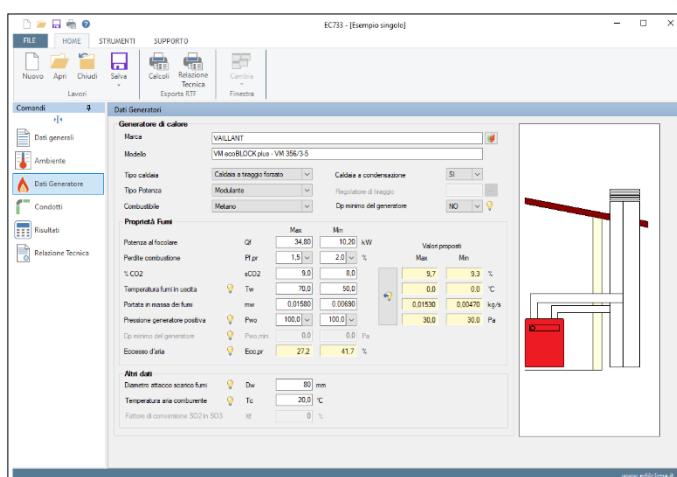 EC733 - [Esempio singolo]
FILE HOME STRUMENTI SUPPORTO
Nuovo Apri Chiudi Salva Calcoli Relazione Tecnica Cambia
Lavori Esporta RTF Finestra
Comandi Dati Generatori
Dati generali
Ambiente
Dati Generatore
Condotti
Risultati
Relazione Tecnica
Generatore di calore
Marca VAILLANT
Modello VM ecoBLOCK plus - VM 356/3-5
Tipo caldaia Caldaia a tiraggio forzato Caldaia a condensazione SI
Tipo Potenza Modulante Regolatore di tiraggio
Combustibile Metano Dp minimo del generatore NO
Proprietà Fumi
Max Min
Potenza al focolare Qf 34,80 10,20 kW Valori proposti
Perdite combustione Pf,pr 1,5 2,0 % Max Min
% CO2 sCO2 9,0 8,0 9,7 9,3 %
Temperatura fumi in uscita Tw 70,0 50,0 0,0 0,0 °C
Portata in massa dei fumi mw 0,01580 0,00690 0,01530 0,00470 kg/s
Pressione generatore positiva Pwo 100,0 100,0 30,0 30,0 Pa
Dp minimo del generatore Pwo,min 0,0 0,0 Pa
Eccesso d'aria Ecc,pr 27,2 41,7 %
Altri dati
Diametro attacco scarico fumi Dw 80 mm
Temperatura aria comburente Tc 20,0 °C
Fattore di conversione SO2 in SO3 Kf 0 %
www.edilclima.it